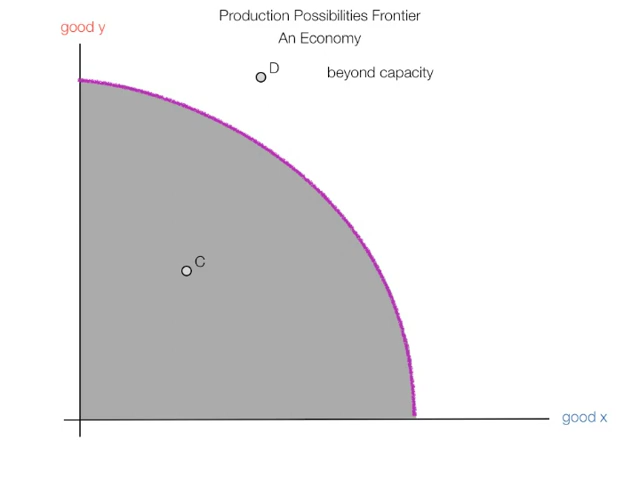 Production Possibilities Frontier
An Economy
good y
D
beyond capacity
C
good x